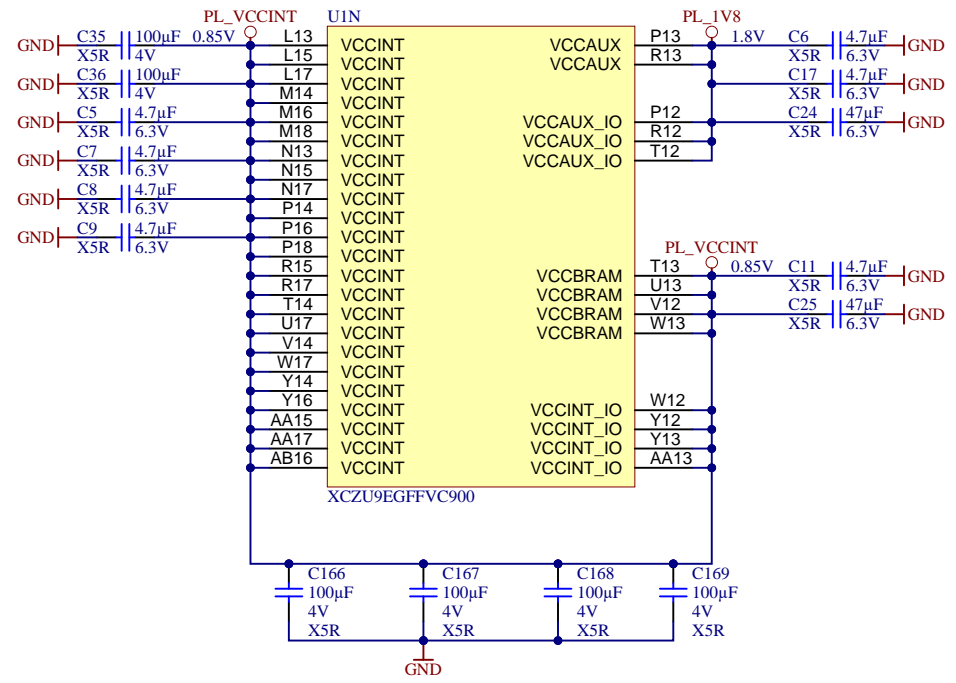 PL_VCCINT U1N PL_1V8
GND C35 100µF 0.85V L13 VCCINT VCCAUX P13 1.8V C6 4.7µF GND
X5R 4V L15 VCCINT VCCAUX R13 X5R 6.3V
GND C36 100µF L17 VCCINT C17 4.7µF GND
X5R 4V M14 VCCINT X5R 6.3V
GND C5 4.7µF M16 VCCINT VCCAUX_IO P12 C24 47µF GND
X5R 6.3V M18 VCCINT VCCAUX_IO R12 X5R 6.3V
GND C7 4.7µF N13 VCCINT VCCAUX_IO T12
X5R 6.3V N15 VCCINT
GND C8 4.7µF N17 VCCINT
X5R 6.3V P14 VCCINT
GND C9 4.7µF P16 VCCINT PL_VCCINT
X5R 6.3V P18 VCCINT
R15 VCCINT VCCBRAM T13 0.85V C11 4.7µF GND
R17 VCCINT VCCBRAM U13 X5R 6.3V
T14 VCCINT VCCBRAM V12 C25 47µF GND
U17 VCCINT VCCBRAM W13 X5R 6.3V
V14 VCCINT
W17 VCCINT
Y14 VCCINT
Y16 VCCINT VCCINT_IO W12
AA15 VCCINT VCCINT_IO Y12
AA17 VCCINT VCCINT_IO Y13
AB16 VCCINT VCCINT_IO AA13
XCZU9EGFFVC900
C166 C167 C168 C169
100µF 100µF 100µF 100µF
4V 4V 4V 4V
X5R X5R X5R X5R
GND